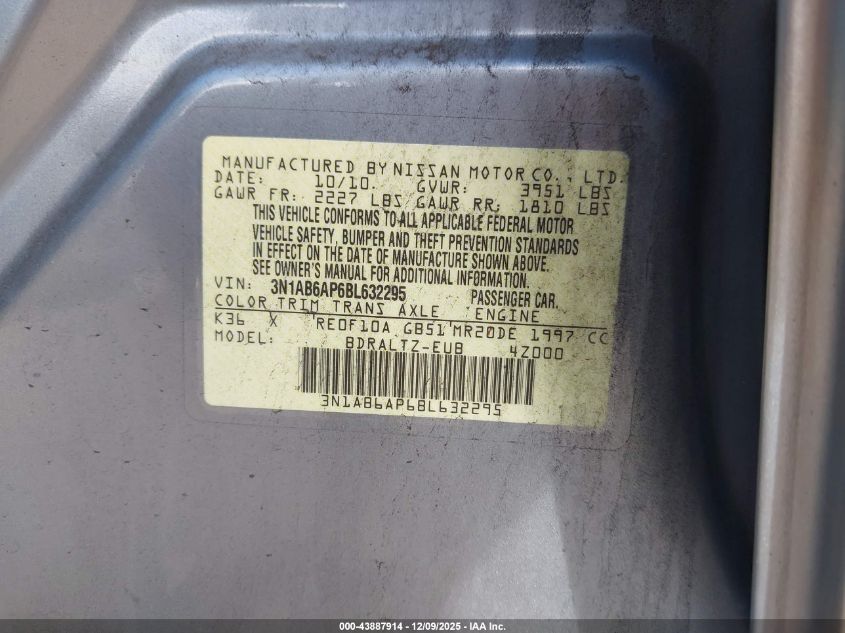 MANUFACTURED BY NISSAN MOTOR CO., LTD.
DATE: 10/10. GVWR: 3951 LBS
GAWR FR: 2227 LBS GAWR RR: 1810 LBS
THIS VEHICLE CONFORMS TO ALL APPLICABLE FEDERAL MOTOR
VEHICLE SAFETY, BUMPER AND THEFT PREVENTION STANDARDS
IN EFFECT ON THE DATE OF MANUFACTURE SHOWN ABOVE.
SEE OWNER'S MANUAL FOR ADDITIONAL INFORMATION.
VIN: 3N1AB6AP6BL632295 PASSENGER CAR.
COLOR TRIM TRANS AXLE ENGINE
K36 X RE0F10A GB51 MR20DE 1997 CC
MODEL: BDRALTZ-EUB 4Z000
3N1AB6AP6BL632295
000-43887914 - 12/09/2025 - IAA Inc.